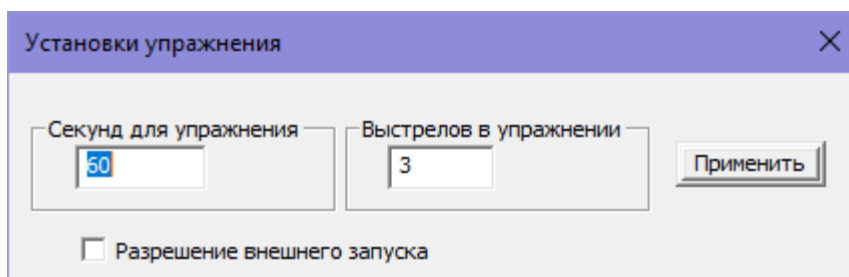 Установки упражнения
Секунд для упражнения
Выстрелов в упражнении
60
3
Применить
Разрешение внешнего запуска